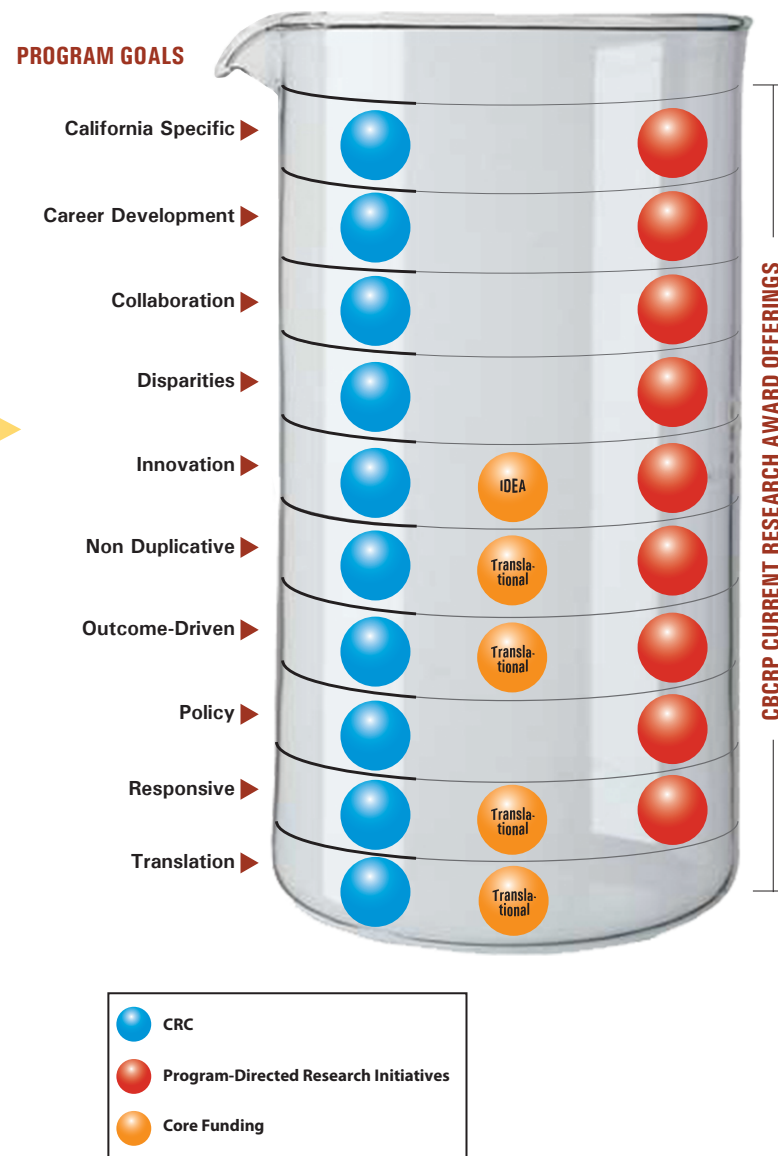 PROGRAM GOALS
California Specific
Career Development
Collaboration
Disparities
Innovation
IDEA
Non Duplicative
Transla-
tional
Outcome-Driven
Transla-
tional
Policy
Responsive
Transla-
tional
Translation
Transla-
tional
CBCRP CURRENT RESEARCH AWARD OFFERINGS
CRC
Program-Directed Research Initiatives
Core Funding